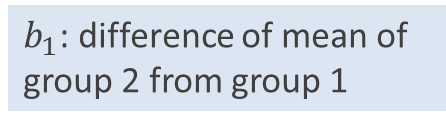 b₁: difference of mean of
group 2 from group 1